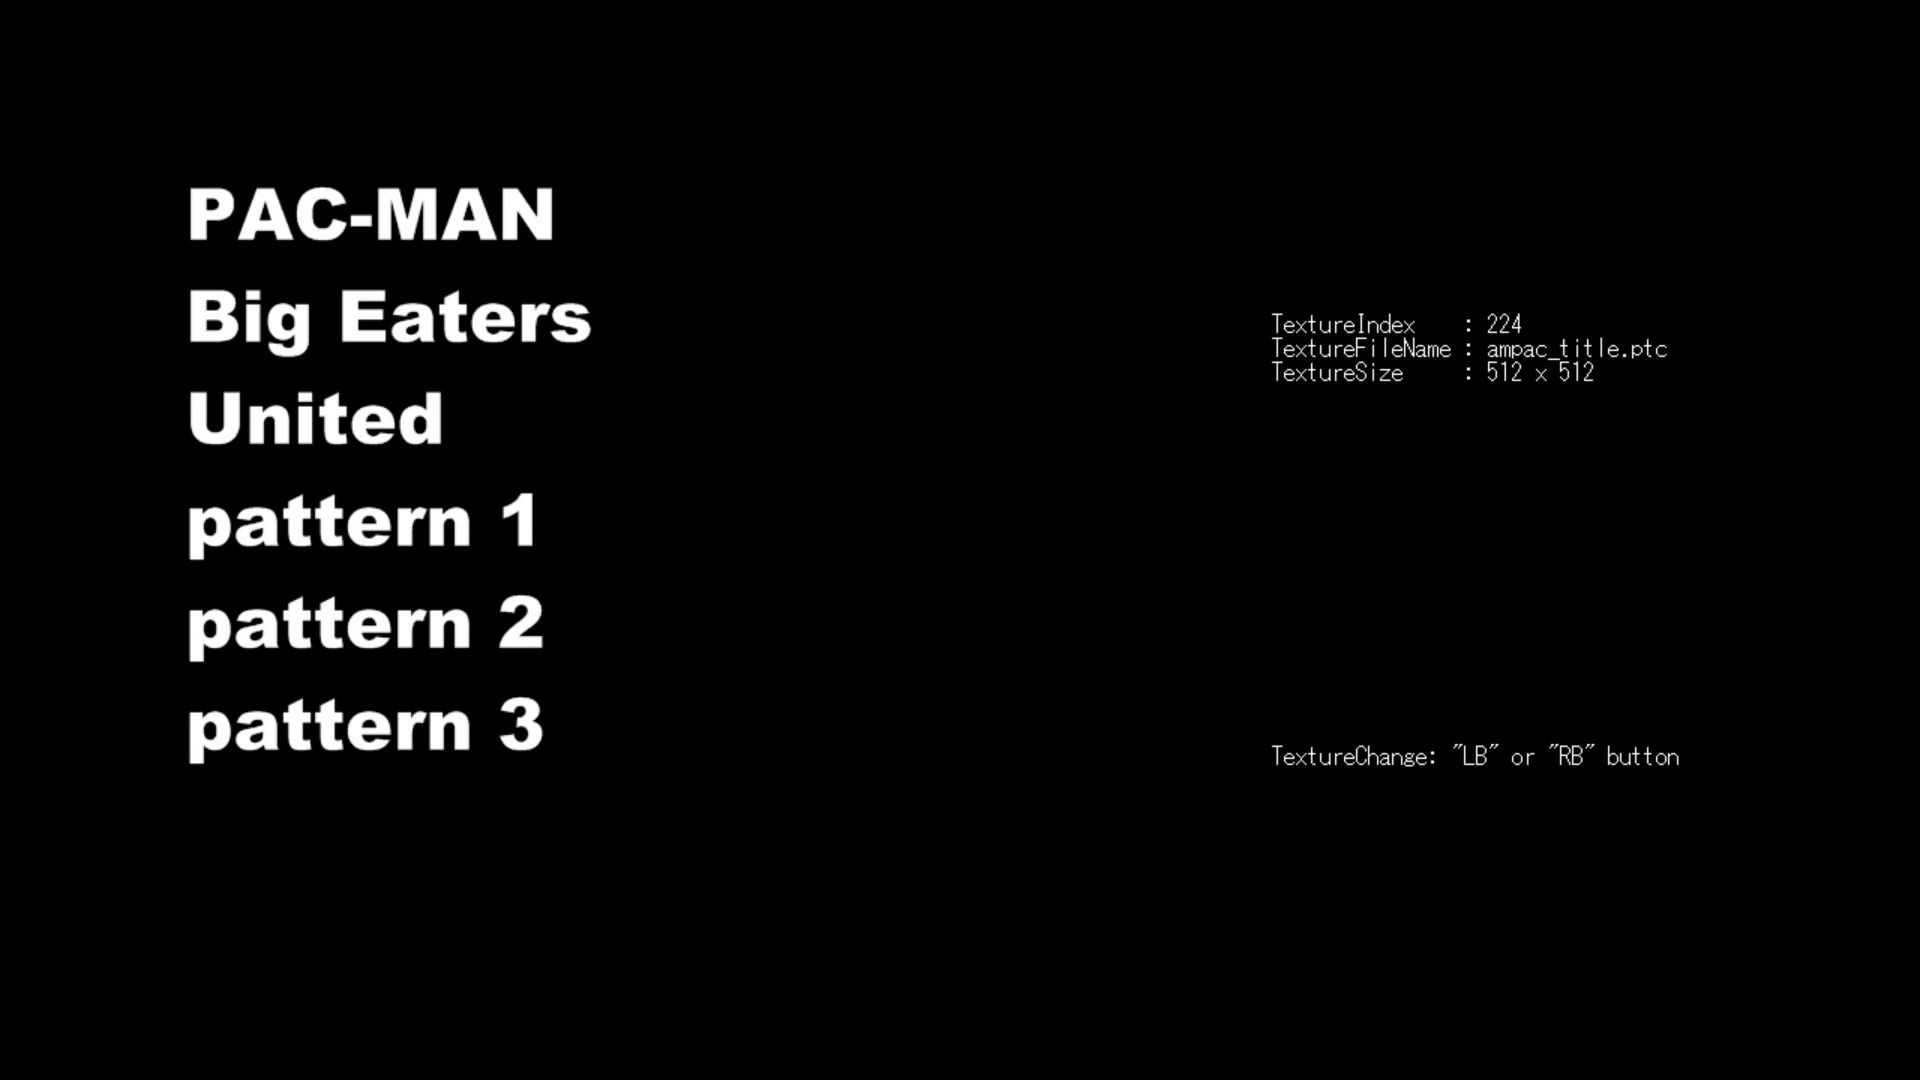 PAC-MAN
Big Eaters
United
pattern 1
pattern 2
pattern 3
TextureIndex : 224
TextureFileName : ampac_title.ptc
TextureSize : 512 x 512
TextureChange: "LB" or "RB" button